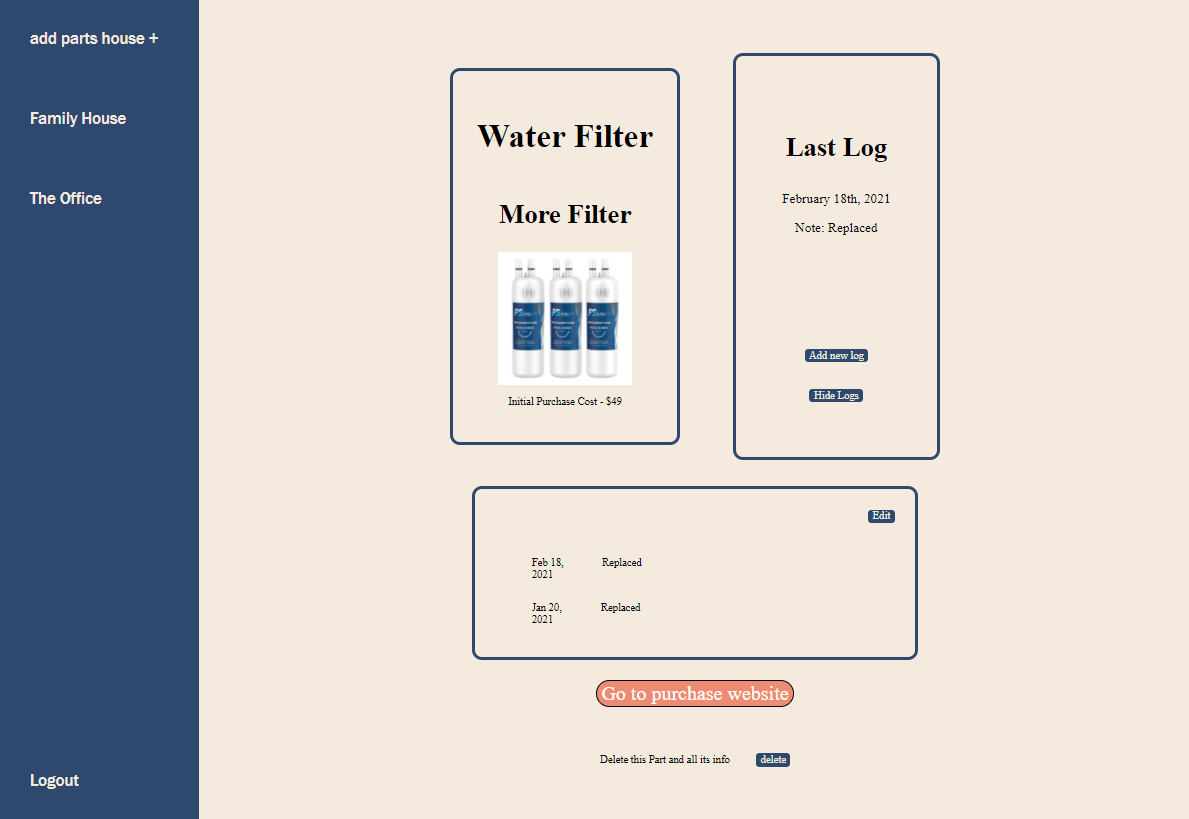 add parts house +
Family House
The Office
Logout
Water Filter
More Filter
Initial Purchase Cost - $49
Last Log
February 18th, 2021
Note: Replaced
Add new log
Hide Logs
Edit
Feb 18,
2021
Replaced
Jan 20,
2021
Replaced
Go to purchase website
Delete this Part and all its info
delete